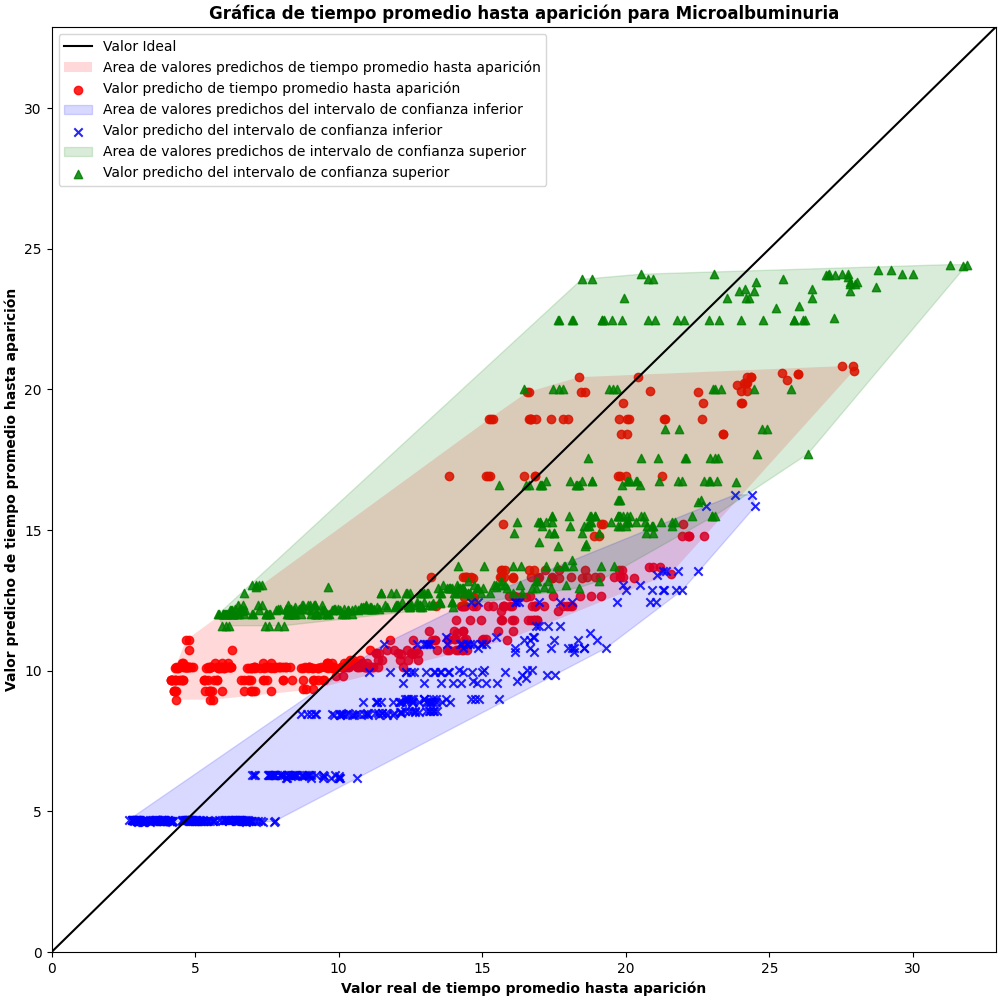 Gráfica de tiempo promedio hasta aparición para Microalbuminuria
Valor Ideal
Area de valores predichos de tiempo promedio hasta aparición
Valor predicho de tiempo promedio hasta aparición
Area de valores predichos del intervalo de confianza inferior
Valor predicho del intervalo de confianza inferior
Area de valores predichos de intervalo de confianza superior
Valor predicho del intervalo de confianza superior
Valor predicho de tiempo promedio hasta aparición
30
25
20
15
10
5
0
0 5 10 15 20 25 30
Valor real de tiempo promedio hasta aparición